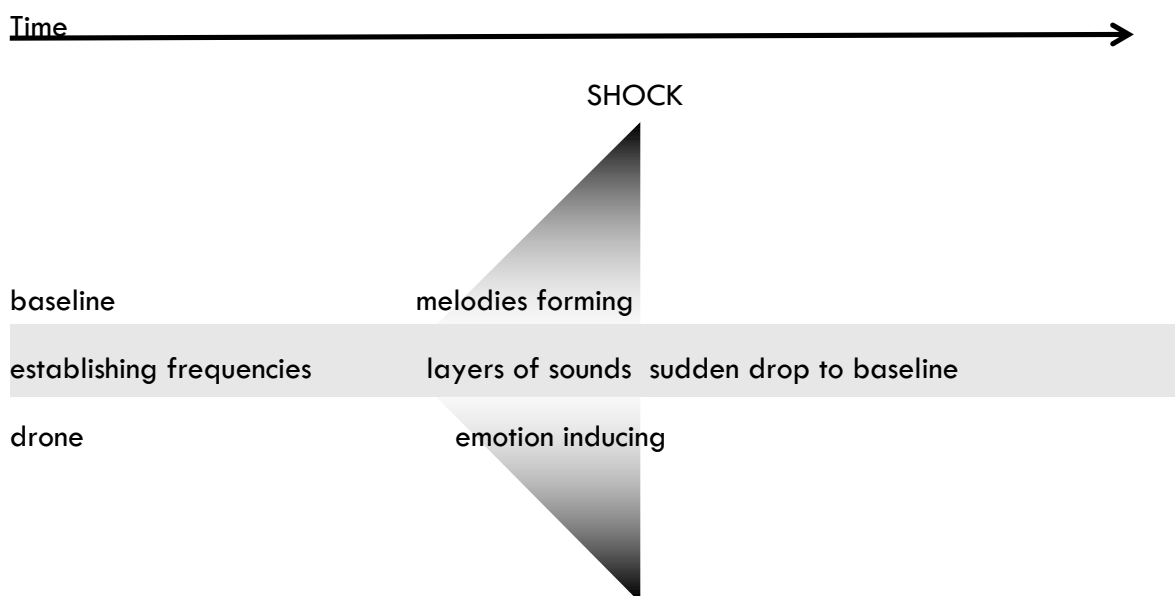 Time
SHOCK
baseline melodies forming
establishing frequencies layers of sounds sudden drop to baseline
drone emotion inducing